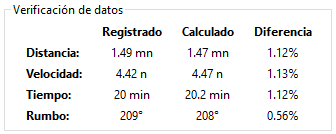 Verificación de datos
Registrado Calculado Diferencia
Distancia: 1.49 mn 1.47 mn 1.12%
Velocidad: 4.42 n 4.47 n 1.13%
Tiempo: 20 min 20.2 min 1.12%
Rumbo: 209° 208° 0.56%